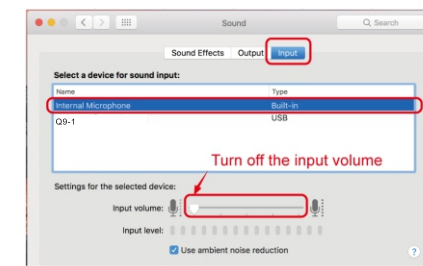 Sound
Search
Sound Effects Output Input
Select a device for sound input:
Name Type
Internal Microphone Built-in
Q9-1 USB
Turn off the input volume
Settings for the selected device:
Input volume:
Input level:
Use ambient noise reduction
?